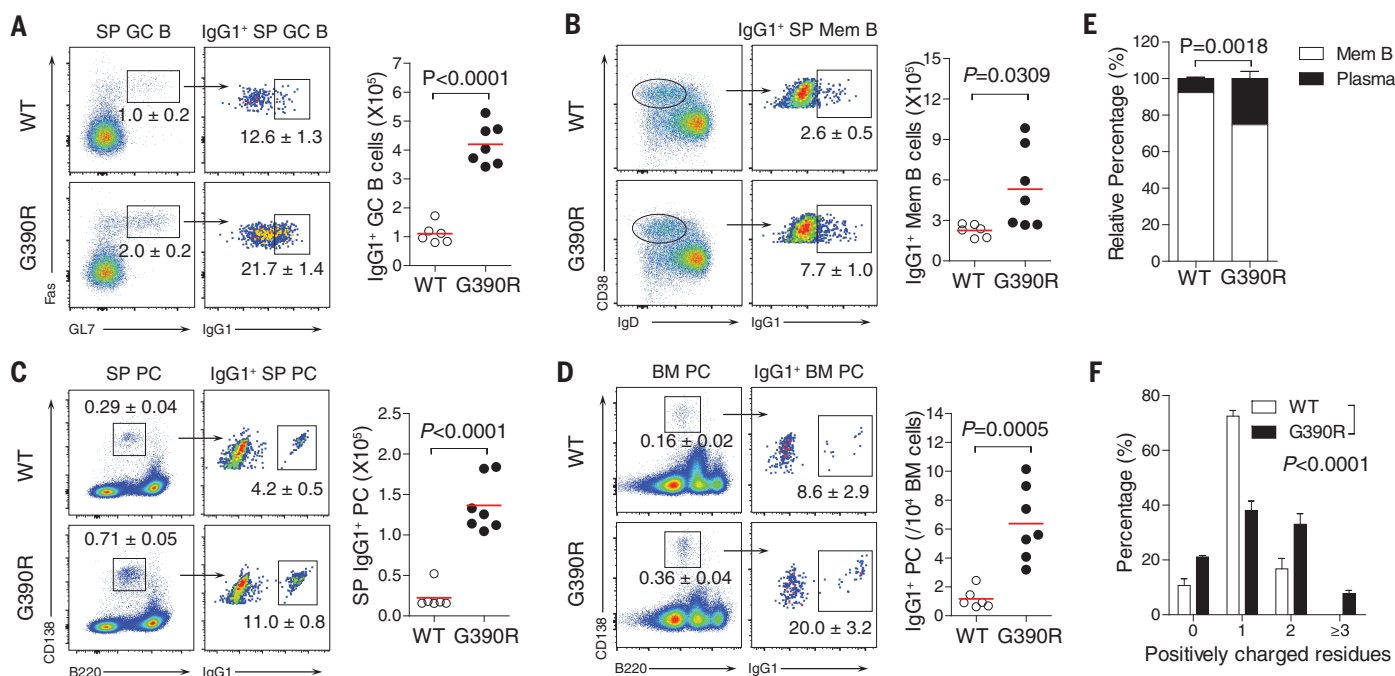 A
SP GC B
IgG1⁺ SP GC B
WT
1.0 ± 0.2
12.6 ± 1.3
G390R
2.0 ± 0.2
21.7 ± 1.4
Fas
GL7
IgG1
IgG1⁺ GC B cells (X10⁵)
7
6
5
4
3
2
1
0
P<0.0001
WT
G390R
B
IgG1⁺ SP Mem B
WT
2.6 ± 0.5
G390R
7.7 ± 1.0
CD38
IgD
IgG1
IgG1⁺ Mem B cells (X10⁵)
15
12
9
6
3
0
P=0.0309
WT
G390R
E
P=0.0018
Mem B
Plasma
Relative Percentage (%)
120
100
80
60
40
20
0
WT
G390R
C
SP PC
IgG1⁺ SP PC
WT
0.29 ± 0.04
4.2 ± 0.5
G390R
0.71 ± 0.05
11.0 ± 0.8
CD138
B220
IgG1
SP IgG1⁺ PC (X10⁵)
2.5
2.0
1.5
1.0
0.5
0.0
P<0.0001
WT
G390R
D
BM PC
IgG1⁺ BM PC
WT
0.16 ± 0.02
8.6 ± 2.9
G390R
0.36 ± 0.04
20.0 ± 3.2
CD138
B220
IgG1
IgG1⁺ PC (/10⁴ BM cells)
14
12
10
8
6
4
2
0
P=0.0005
WT
G390R
F
WT
G390R
P<0.0001
Percentage (%)
80
60
40
20
0
0
1
2
≥3
Positively charged residues